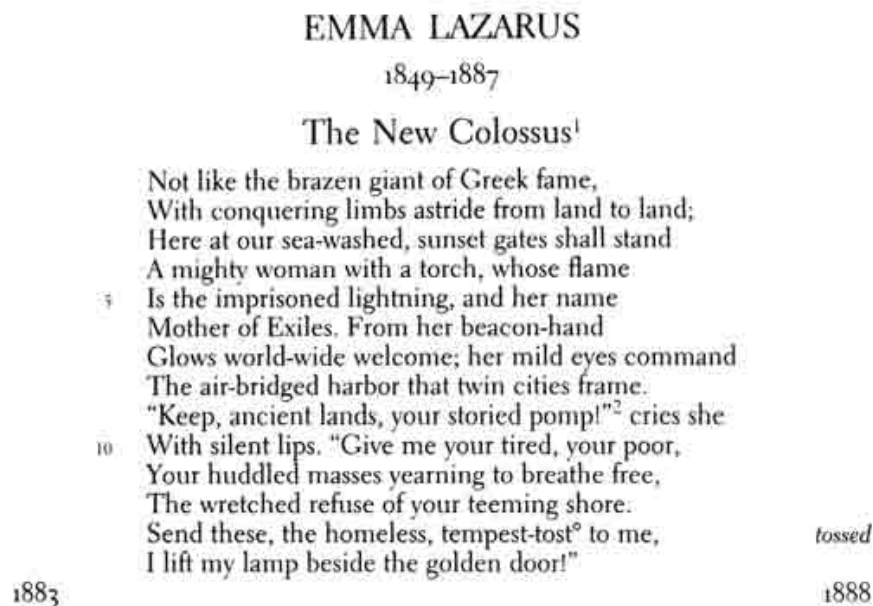 EMMA LAZARUS
1849–1887
The New Colossus¹
Not like the brazen giant of Greek fame,
With conquering limbs astride from land to land;
Here at our sea-washed, sunset gates shall stand
A mighty woman with a torch, whose flame
5 Is the imprisoned lightning, and her name
Mother of Exiles. From her beacon-hand
Glows world-wide welcome; her mild eyes command
The air-bridged harbor that twin cities frame.
“Keep, ancient lands, your storied pomp!”² cries she
10 With silent lips. “Give me your tired, your poor,
Your huddled masses yearning to breathe free,
The wretched refuse of your teeming shore.
Send these, the homeless, tempest-tost° to me, tossed
I lift my lamp beside the golden door!”
1883 1888